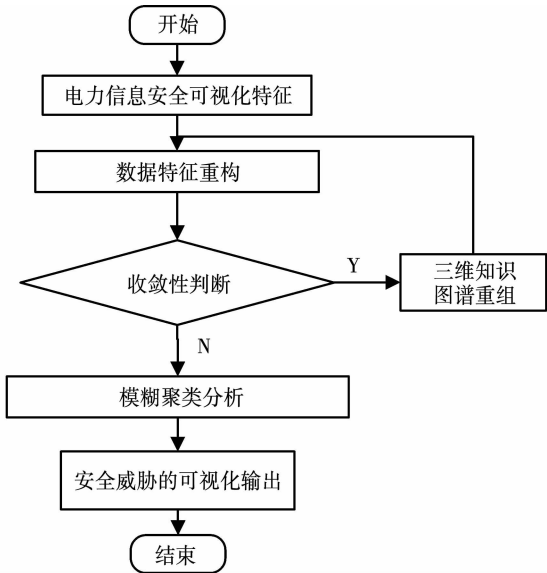 开始
电力信息安全可视化特征
数据特征重构
收敛性判断
Y
三维知识
图谱重组
N
模糊聚类分析
安全威胁的可视化输出
结束